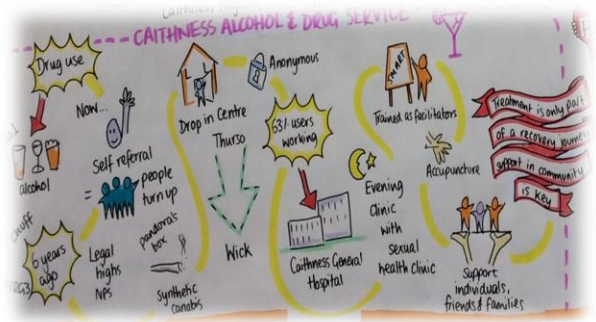 CAITHNESS ALCOHOL & DRUG SERVICE
Drug use
alcohol
6 years
ago
Now...
Self referral
=
people
turn up
Legal
highs
NPS
pandora's
box
Synthetic
canabis
Drop in Centre
Thurso
Wick
Anonymous
63% users
working
Caithness General
Hospital
Evening
Clinic
with
sexual
health clinic
SMART
Trained as facilitators
Accupuncture
Support
individuals,
friends & families
Treatment is only part
of a recovery journey
support in community
is key